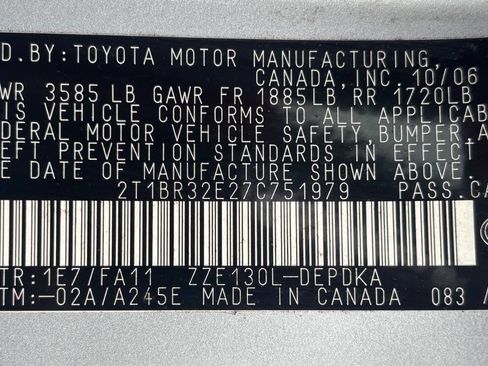 D.BY:TOYOTA MOTOR MANUFACTURING,
CANADA,INC. 10/06
WR 3585LB GAWR FR 1885LB, RR 1720LB
IS VEHICLE CONFORMS TO ALL APPLICAB
DERAL MOTOR VEHICLE SAFETY,BUMPER,A
EFT PREVENTION STANDARDS IN EFFECT
E DATE OF MANUFACTURE SHOWN ABOVE.
2T1BR32E27C751979 PASS.CA
TR:1E7/FA11 ZZE130L-DEPDKA
TM:-02A/A245E MADE IN CANADA 083